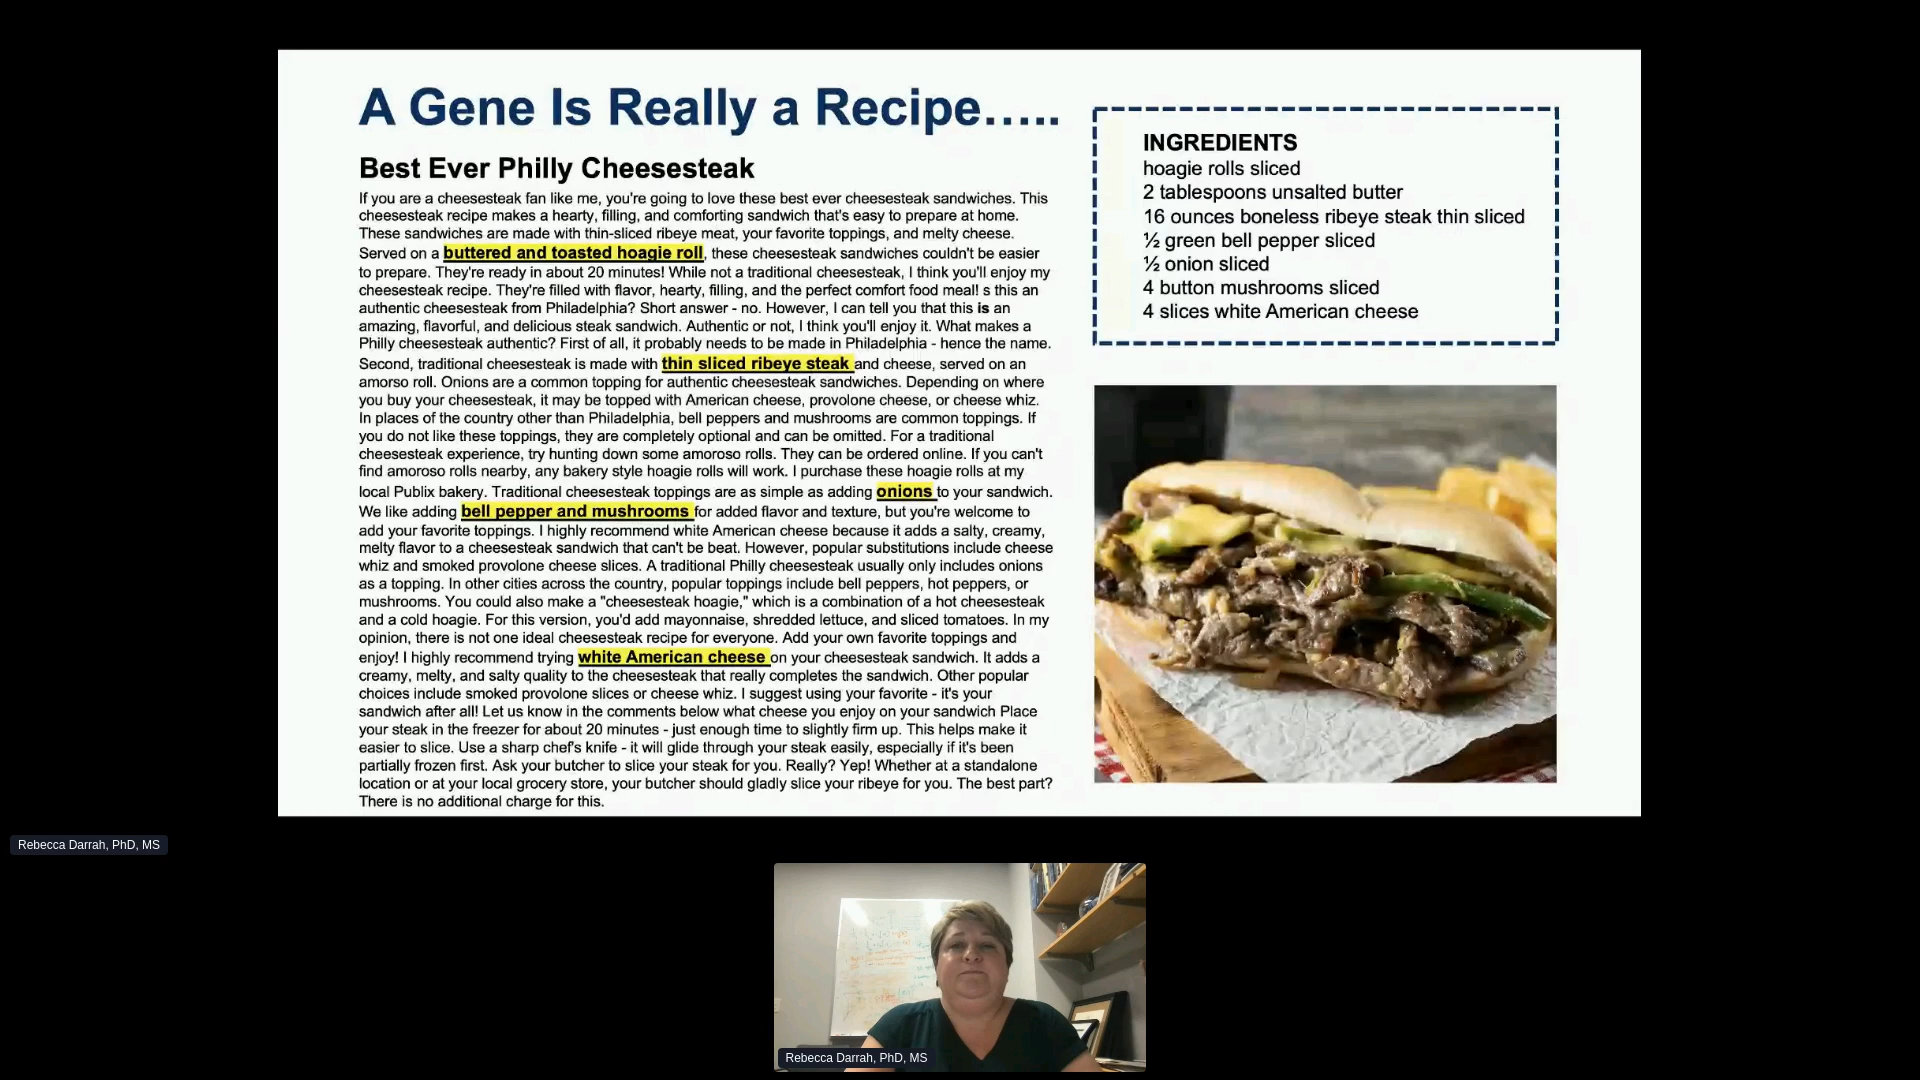 A Gene Is Really a Recipe…..
Best Ever Philly Cheesesteak
If you are a cheesesteak fan like me, you're going to love these best ever cheesesteak sandwiches. This
cheesesteak recipe makes a hearty, filling, and comforting sandwich that's easy to prepare at home.
These sandwiches are made with thin-sliced ribeye meat, your favorite toppings, and melty cheese.
Served on a buttered and toasted hoagie roll, these cheesesteak sandwiches couldn't be easier
to prepare. They're ready in about 20 minutes! While not a traditional cheesesteak, I think you'll enjoy my
cheesesteak recipe. They're filled with flavor, hearty, filling, and the perfect comfort food meal! s this an
authentic cheesesteak from Philadelphia? Short answer - no. However, I can tell you that this is an
amazing, flavorful, and delicious steak sandwich. Authentic or not, I think you'll enjoy it. What makes a
Philly cheesesteak authentic? First of all, it probably needs to be made in Philadelphia - hence the name.
Second, traditional cheesesteak is made with thin sliced ribeye steak and cheese, served on an
amorso roll. Onions are a common topping for authentic cheesesteak sandwiches. Depending on where
you buy your cheesesteak, it may be topped with American cheese, provolone cheese, or cheese whiz.
In places of the country other than Philadelphia, bell peppers and mushrooms are common toppings. If
you do not like these toppings, they are completely optional and can be omitted. For a traditional
cheesesteak experience, try hunting down some amoroso rolls. They can be ordered online. If you can't
find amoroso rolls nearby, any bakery style hoagie rolls will work. I purchase these hoagie rolls at my
local Publix bakery. Traditional cheesesteak toppings are as simple as adding onions to your sandwich.
We like adding bell pepper and mushrooms for added flavor and texture, but you're welcome to
add your favorite toppings. I highly recommend white American cheese because it adds a salty, creamy,
melty flavor to a cheesesteak sandwich that can't be beat. However, popular substitutions include cheese
whiz and smoked provolone cheese slices. A traditional Philly cheesesteak usually only includes onions
as a topping. In other cities across the country, popular toppings include bell peppers, hot peppers, or
mushrooms. You could also make a "cheesesteak hoagie," which is a combination of a hot cheesesteak
and a cold hoagie. For this version, you'd add mayonnaise, shredded lettuce, and sliced tomatoes. In my
opinion, there is not one ideal cheesesteak recipe for everyone. Add your own favorite toppings and
enjoy! I highly recommend trying white American cheese on your cheesesteak sandwich. It adds a
creamy, melty, and salty quality to the cheesesteak that really completes the sandwich. Other popular
choices include smoked provolone slices or cheese whiz. I suggest using your favorite - it's your
sandwich after all! Let us know in the comments below what cheese you enjoy on your sandwich Place
your steak in the freezer for about 20 minutes - just enough time to slightly firm up. This helps make it
easier to slice. Use a sharp chef's knife - it will glide through your steak easily, especially if it's been
partially frozen first. Ask your butcher to slice your steak for you. Really? Yep! Whether at a standalone
location or at your local grocery store, your butcher should gladly slice your ribeye for you. The best part?
There is no additional charge for this.
INGREDIENTS
hoagie rolls sliced
2 tablespoons unsalted butter
16 ounces boneless ribeye steak thin sliced
½ green bell pepper sliced
½ onion sliced
4 button mushrooms sliced
4 slices white American cheese
Rebecca Darrah, PhD, MS
Rebecca Darrah, PhD, MS